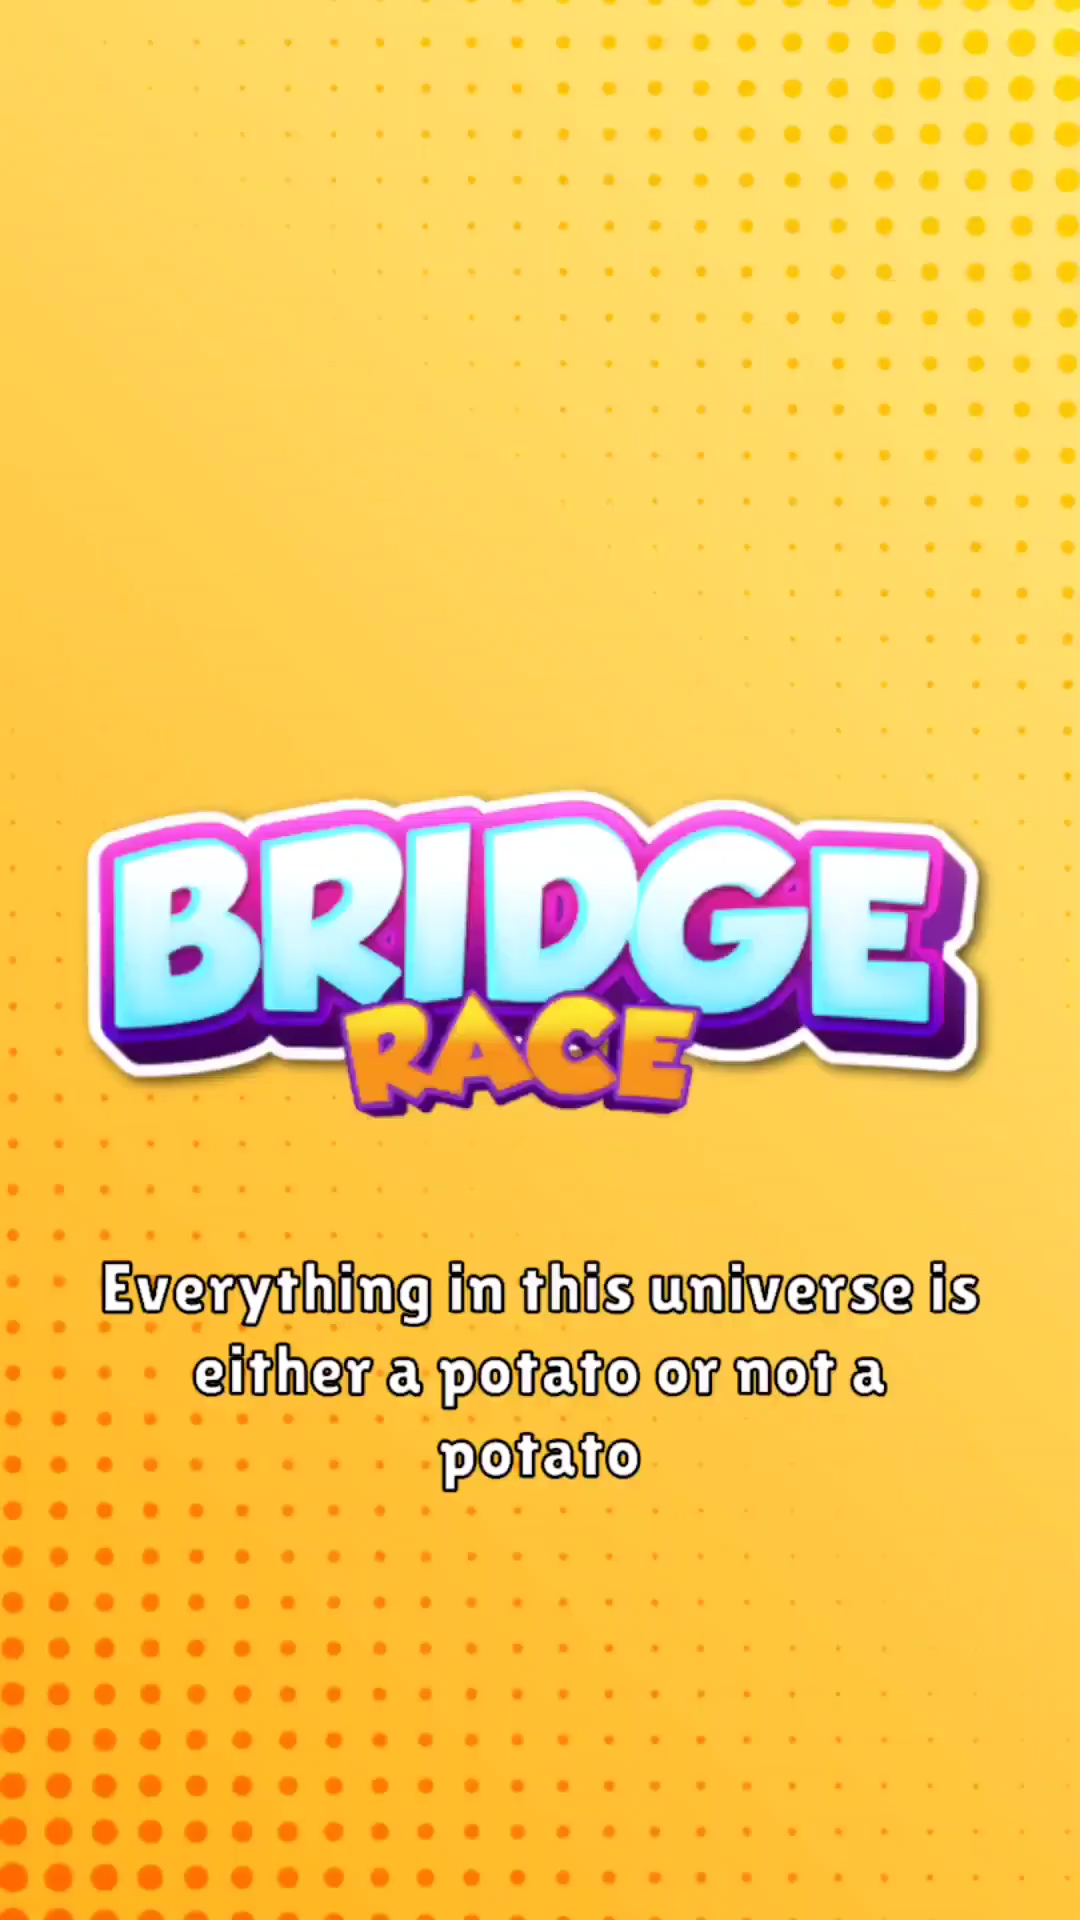 BRIDGE
RACE
Everything in this universe is
either a potato or not a
potato